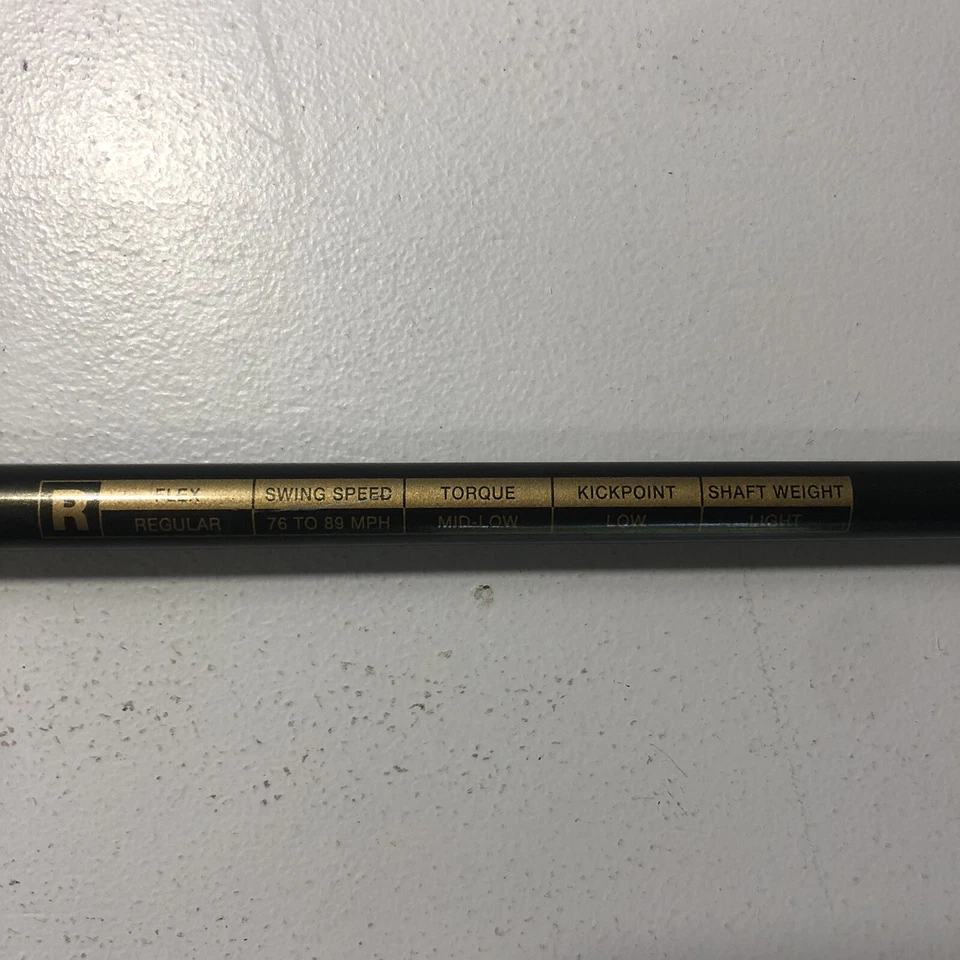 R FLEX SWING SPEED TORQUE KICKPOINT SHAFT WEIGHT
REGULAR 76 TO 89 MPH MID-LOW LOW LIGHT